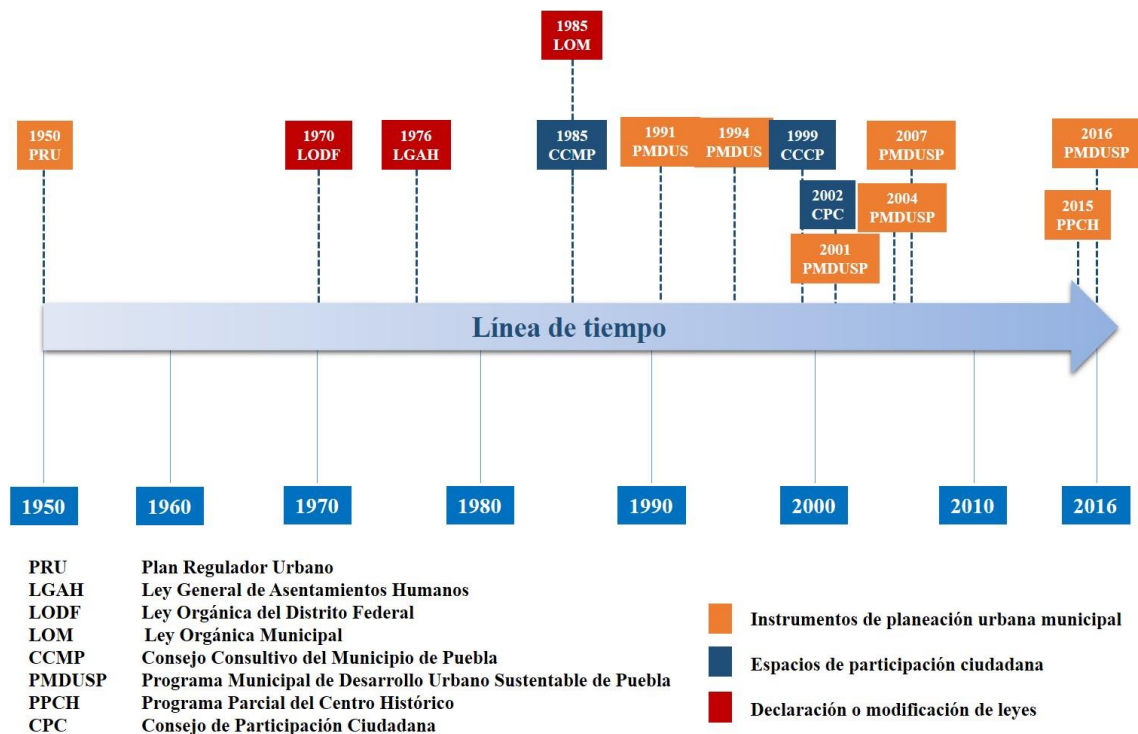 1985
LOM
1950
PRU
1970
LODF
1976
LGAH
1985
CCMP
1991
PMDUS
1994
PMDUS
1999
CCCP
2007
PMDUSP
2016
PMDUSP
2002
CPC
2004
PMDUSP
2015
PPCH
2001
PMDUSP
Línea de tiempo
1950
1960
1970
1980
1990
2000
2010
2016
PRU Plan Regulador Urbano
LGAH Ley General de Asentamientos Humanos
LODF Ley Orgánica del Distrito Federal
LOM Ley Orgánica Municipal
CCMP Consejo Consultivo del Municipio de Puebla
PMDUSP Programa Municipal de Desarrollo Urbano Sustentable de Puebla
PPCH Programa Parcial del Centro Histórico
CPC Consejo de Participación Ciudadana
Instrumentos de planeación urbana municipal
Espacios de participación ciudadana
Declaración o modificación de leyes